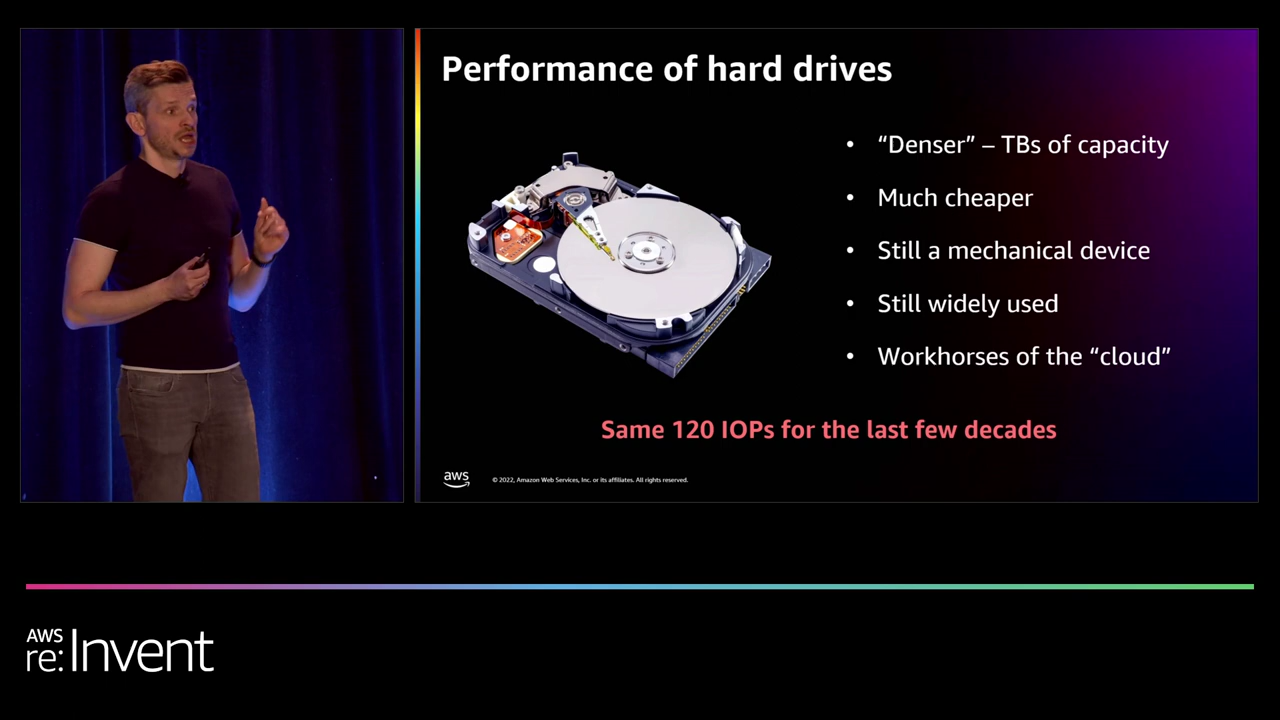 Performance of hard drives
• “Denser” – TBs of capacity
• Much cheaper
• Still a mechanical device
• Still widely used
• Workhorses of the “cloud”
Same 120 IOPs for the last few decades
aws
© 2022, Amazon Web Services, Inc. or its affiliates. All rights reserved.
AWS
re:Invent